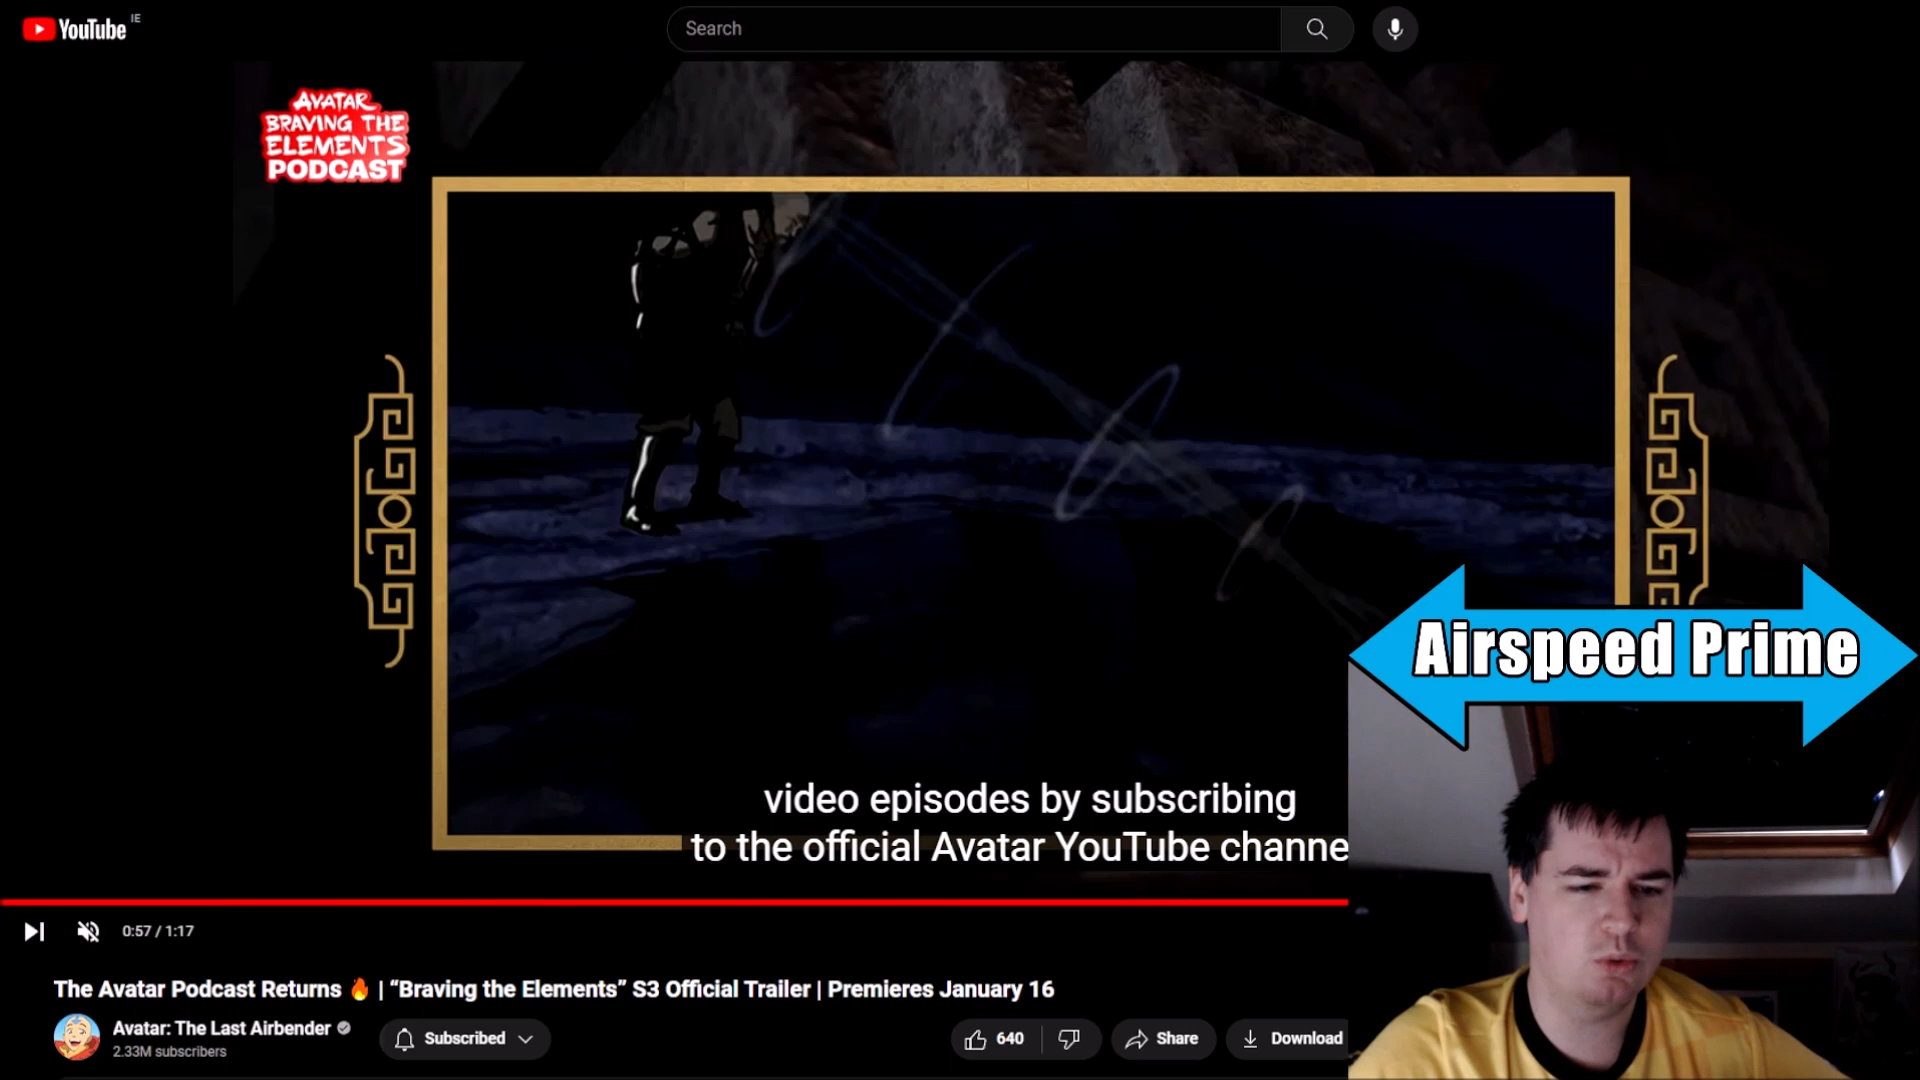 YouTube IE
Search
AVATAR
BRAVING THE
ELEMENTS
PODCAST
Airspeed Prime
video episodes by subscribing
to the official Avatar YouTube channe
0:57 / 1:17
The Avatar Podcast Returns 🔥 | “Braving the Elements” S3 Official Trailer | Premieres January 16
Avatar: The Last Airbender
2.33M subscribers
Subscribed
640
Share
Download